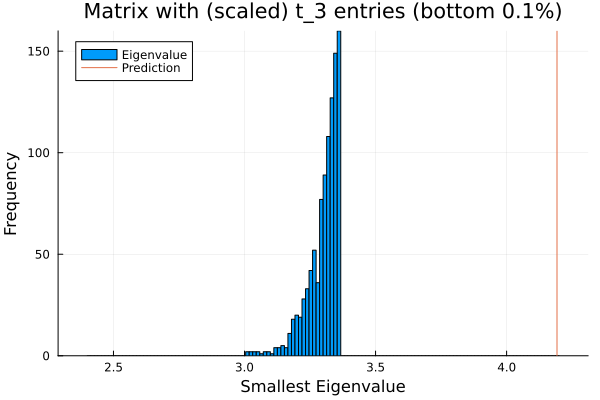 Matrix with (scaled) t_3 entries (bottom 0.1%)
150
Eigenvalue
Prediction
100
Frequency
50
0
2.5 3.0 3.5 4.0
Smallest Eigenvalue